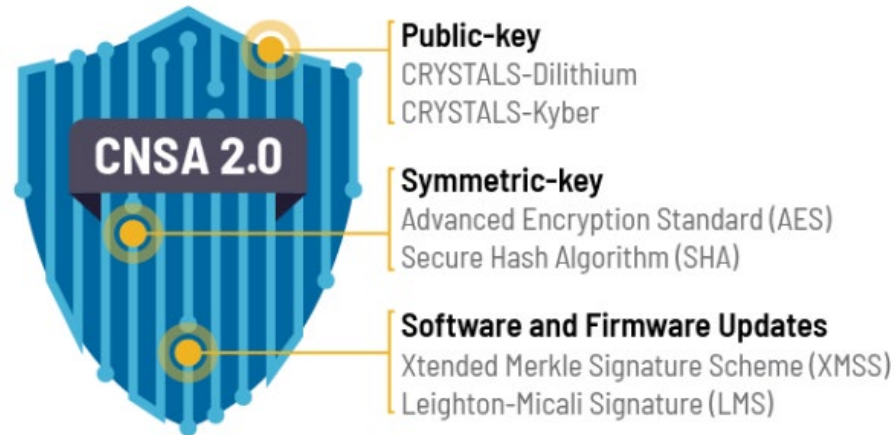 CNSA 2.0
Public-key
CRYSTALS-Dilithium
CRYSTALS-Kyber
Symmetric-key
Advanced Encryption Standard (AES)
Secure Hash Algorithm (SHA)
Software and Firmware Updates
Xtended Merkle Signature Scheme (XMSS)
Leighton-Micali Signature (LMS)